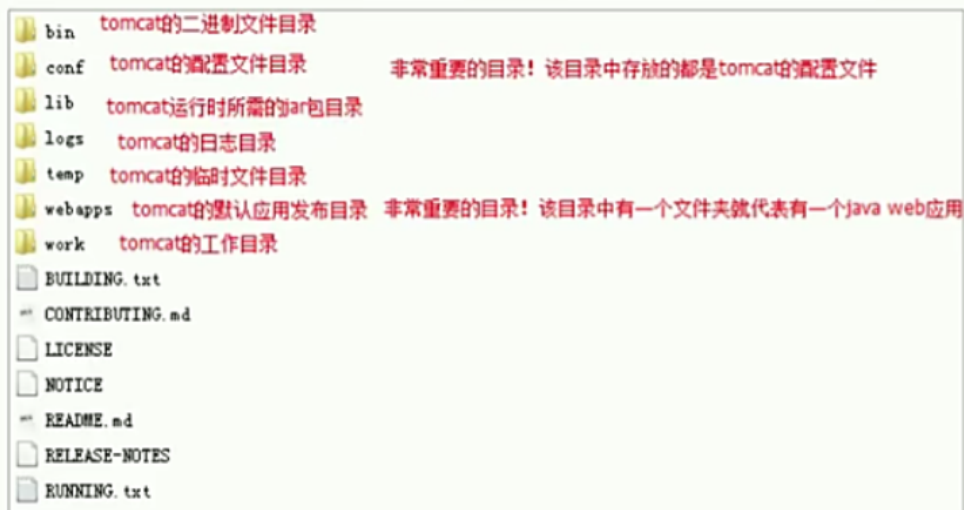 bin tomcat的二进制文件目录
conf tomcat的配置文件目录 非常重要的目录！该目录中存放的都是tomcat的配置文件
lib tomcat运行时所需的jar包目录
logs tomcat的日志目录
temp tomcat的临时文件目录
webapps tomcat的默认应用发布目录 非常重要的目录！该目录中有一个文件夹就代表有一个java web应用
work tomcat的工作目录
BUILDING.txt
CONTRIBUTING.md
LICENSE
NOTICE
README.md
RELEASE-NOTES
RUNNING.txt